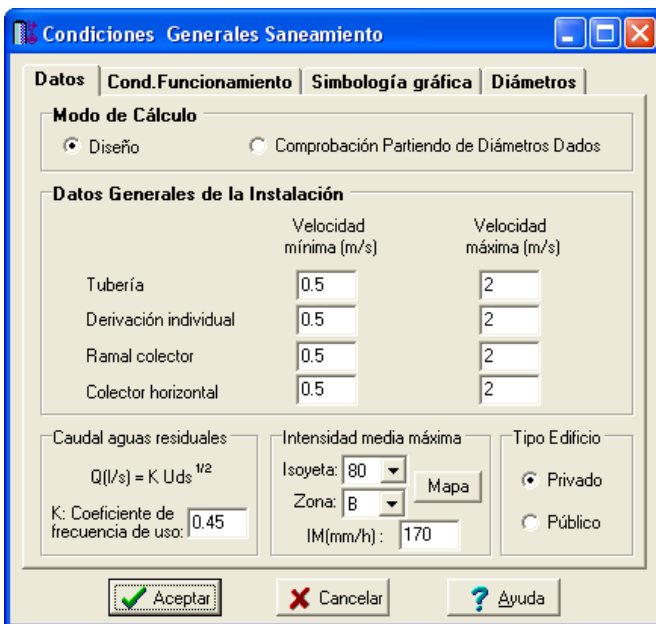 Condiciones Generales Saneamiento
Datos Cond.Funcionamiento Simbología gráfica Diámetros
Modo de Cálculo
Diseño Comprobación Partiendo de Diámetros Dados
Datos Generales de la Instalación
Velocidad mínima (m/s) Velocidad máxima (m/s)
Tubería 0.5 2
Derivación individual 0.5 2
Ramal colector 0.5 2
Colector horizontal 0.5 2
Caudal aguas residuales
Q(l/s) = K Uds 1/2
K: Coeficiente de
frecuencia de uso: 0.45
Intensidad media máxima
Isoyeta: 80
Zona: B
Mapa
IM(mm/h) : 170
Tipo Edificio
Privado
Público
Aceptar Cancelar Ayuda